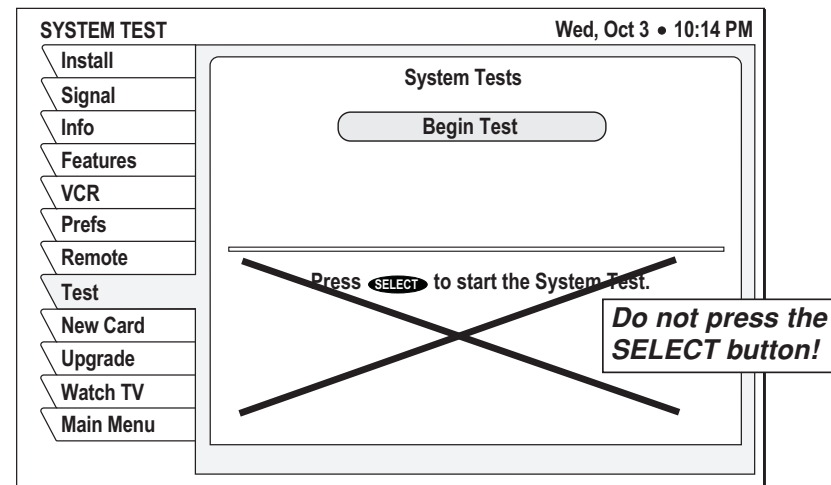 SYSTEM TEST
Wed, Oct 3 • 10:14 PM
Install
Signal
Info
Features
VCR
Prefs
Remote
Test
New Card
Upgrade
Watch TV
Main Menu
System Tests
Begin Test
Press SELECT to start the System Test.
Do not press the
SELECT button!